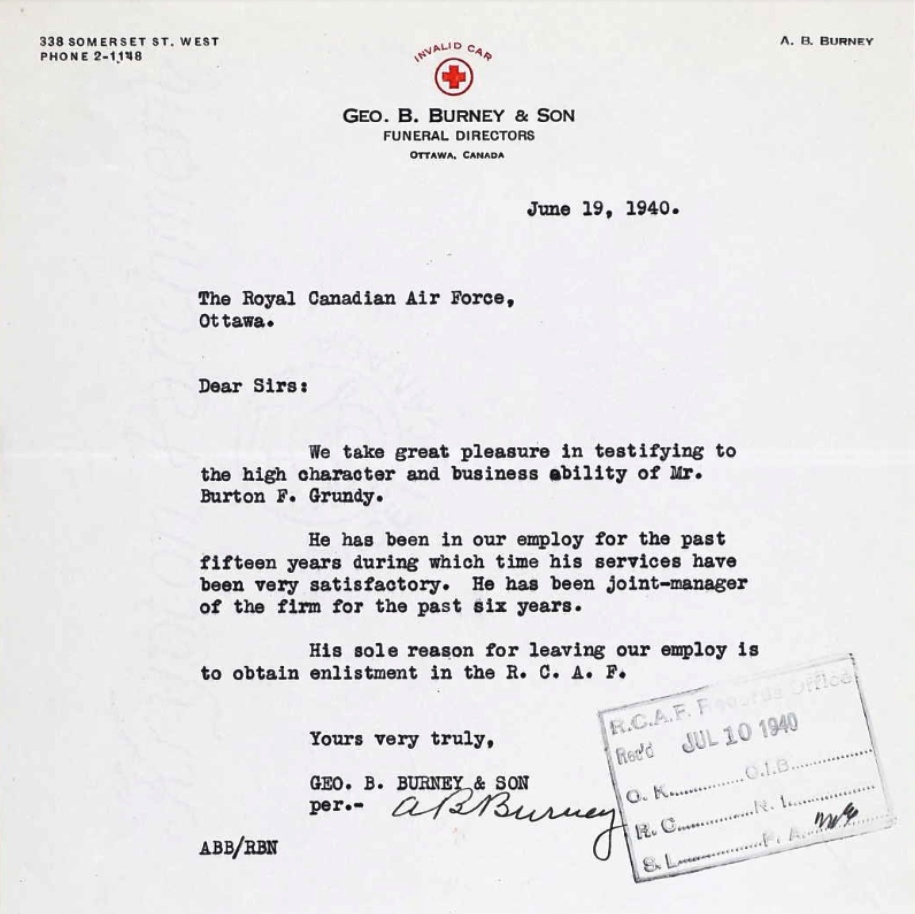 338 SOMERSET ST. WEST
PHONE 2-1148
A. B. BURNEY
INVALID CAR
GEO. B. BURNEY & SON
FUNERAL DIRECTORS
OTTAWA, CANADA
June 19, 1940.
The Royal Canadian Air Force,
Ottawa.
Dear Sirs:
We take great pleasure in testifying to
the high character and business ability of Mr.
Burton F. Grundy.
He has been in our employ for the past
fifteen years during which time his services have
been very satisfactory. He has been joint-manager
of the firm for the past six years.
His sole reason for leaving our employ is
to obtain enlistment in the R. C. A. F.
Yours very truly,
GEO. B. BURNEY & SON
per.- A B Burney
ABB/RBN
R.C.A.F. Records Office
Rec'd JUL 10 1940
O. K. C.I.B.
R. C. R. I.
S. L. F. A.